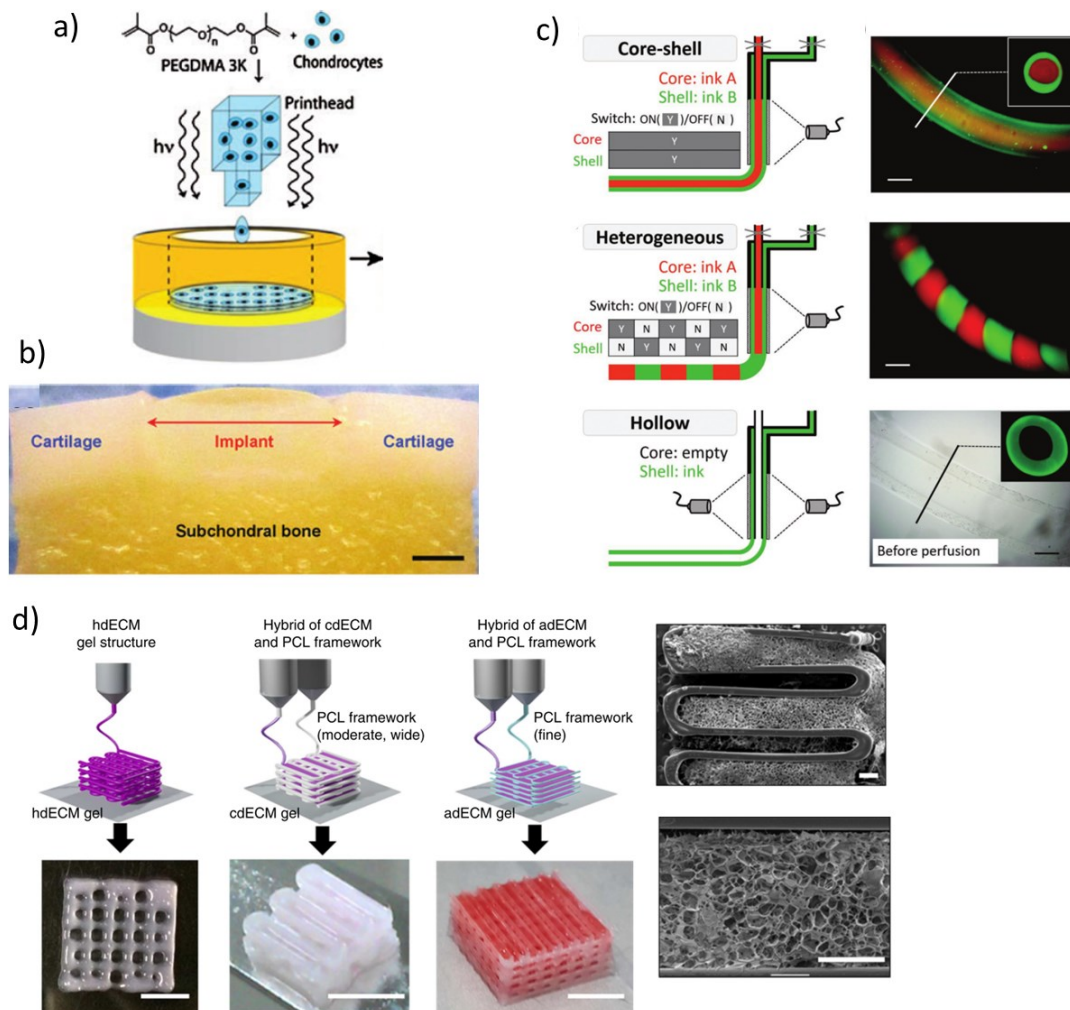 a)
PEGDMA 3K
+
Chondrocytes
O
O
O
O
n
Printhead
hν
hν
b)
Cartilage
Implant
Cartilage
Subchondral bone
c)
Core-shell
Core: ink A
Shell: ink B
Switch: ON( Y )/OFF( N )
Core Y
Shell Y
Heterogeneous
Core: ink A
Shell: ink B
Switch: ON( Y )/OFF( N )
Core Y N Y N Y
Shell N Y N Y N
Hollow
Core: empty
Shell: ink
Before perfusion
d)
hdECM
gel structure
hdECM gel
Hybrid of cdECM
and PCL framework
PCL framework
(moderate, wide)
cdECM gel
Hybrid of adECM
and PCL framework
PCL framework
(fine)
adECM gel